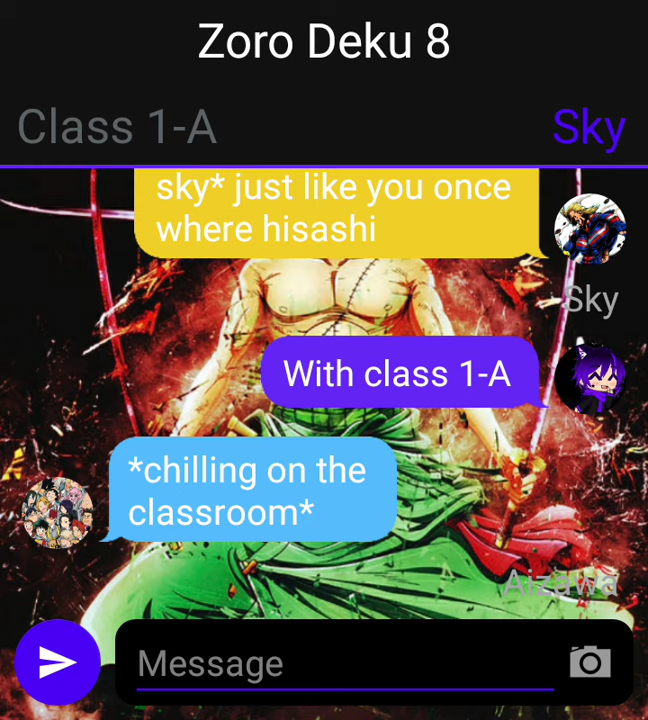 Zoro Deku 8
Class 1-A
Sky
sky* just like you once
where hisashi
Sky
With class 1-A
*chilling on the
classroom*
Aizawa
Message